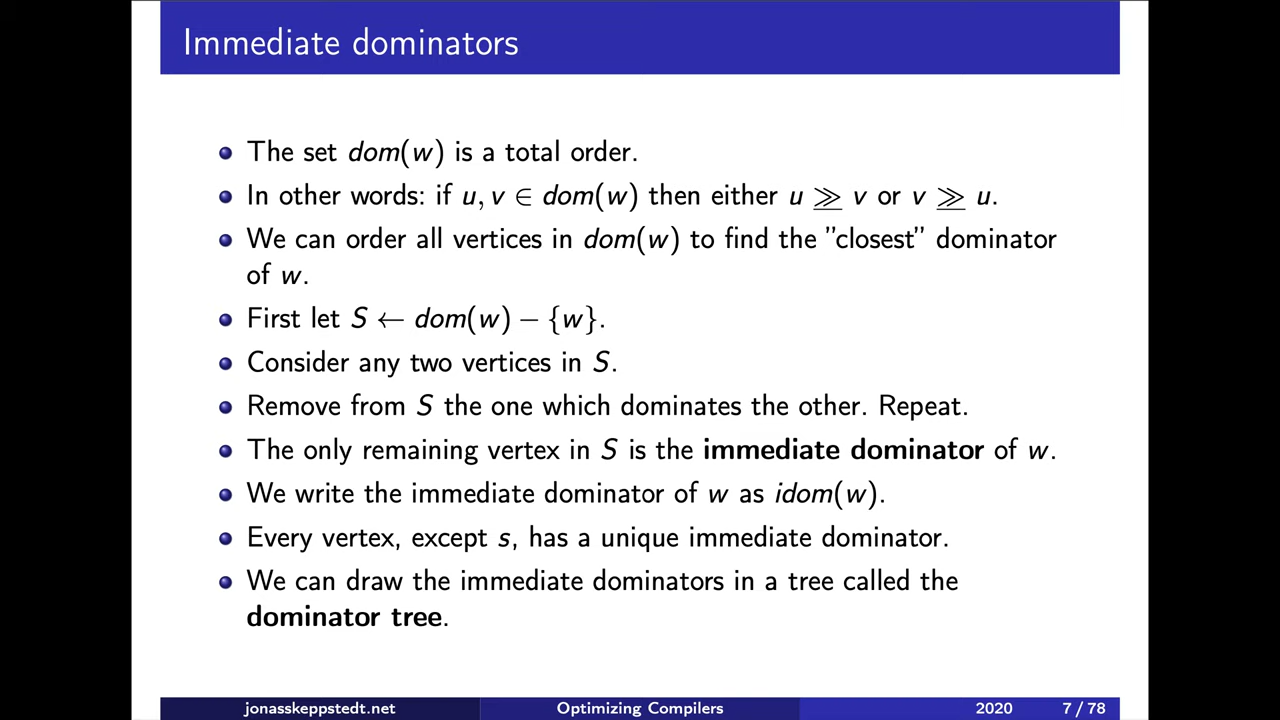 Immediate dominators
The set dom(w) is a total order.
In other words: if u, v ∈ dom(w) then either u ≫ v or v ≫ u.
We can order all vertices in dom(w) to find the ”closest” dominator
of w.
First let S ← dom(w) − {w}.
Consider any two vertices in S.
Remove from S the one which dominates the other. Repeat.
The only remaining vertex in S is the immediate dominator of w.
We write the immediate dominator of w as idom(w).
Every vertex, except s, has a unique immediate dominator.
We can draw the immediate dominators in a tree called the
dominator tree.
jonasskeppstedt.net Optimizing Compilers 2020 7 / 78